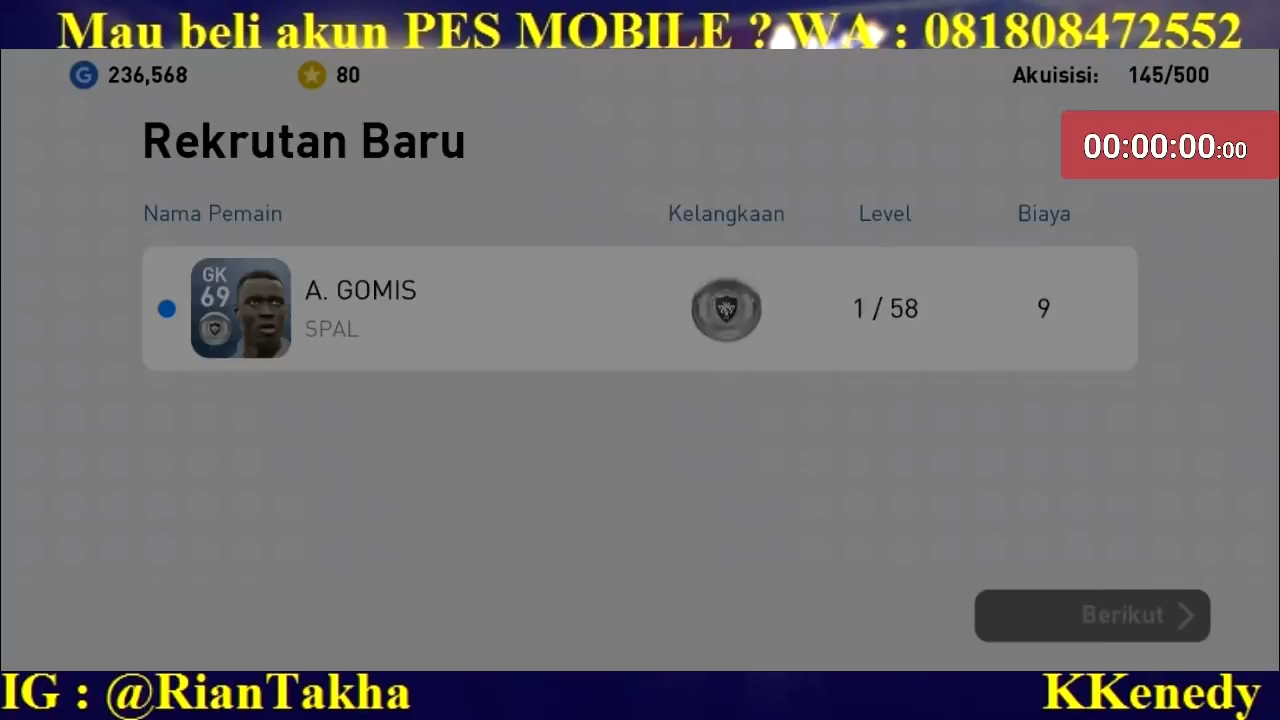 Mau beli akun PES MOBILE ? WA : 081808472552
G 236,568 80 Akuisisi: 145/500
Rekrutan Baru
00:00:00:00
Nama Pemain Kelangkaan Level Biaya
GK
69
A. GOMIS
SPAL
1 / 58 9
Berikut
IG : @RianTakha KKenedy